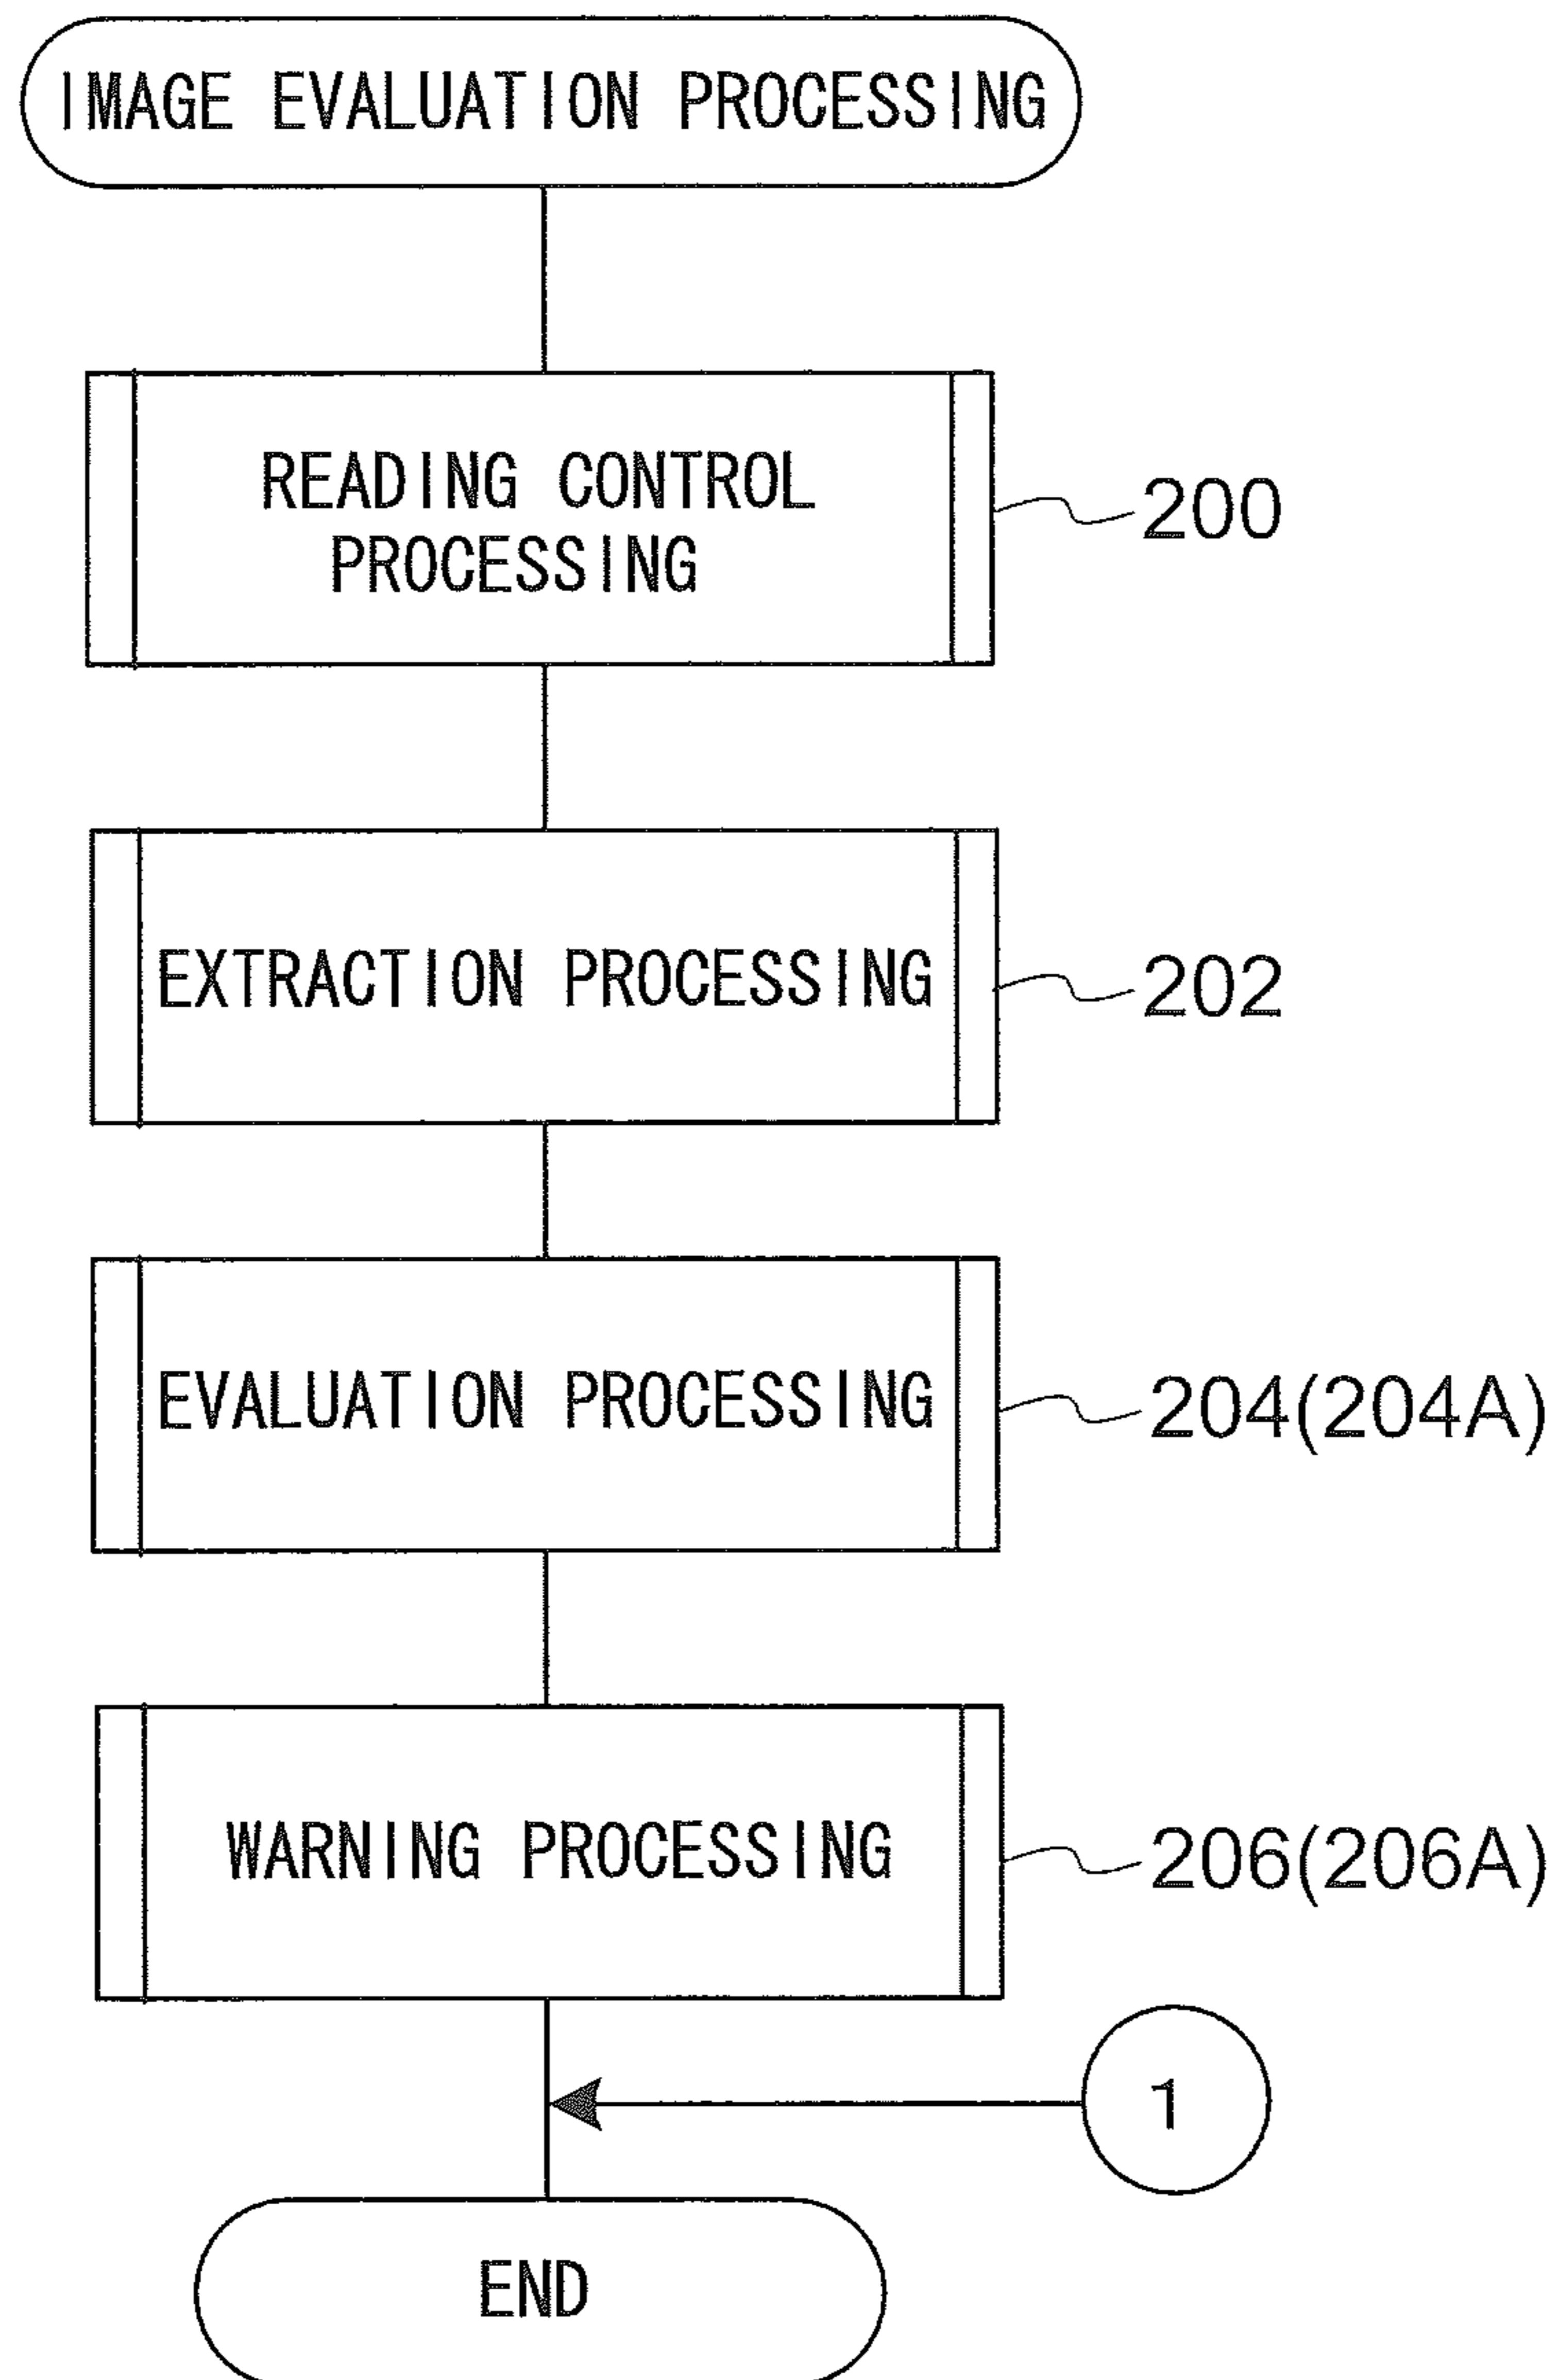 IMAGE EVALUATION PROCESSING
READING CONTROL
PROCESSING
200
EXTRACTION PROCESSING
202
EVALUATION PROCESSING
204(204A)
WARNING PROCESSING
206(206A)
1
END